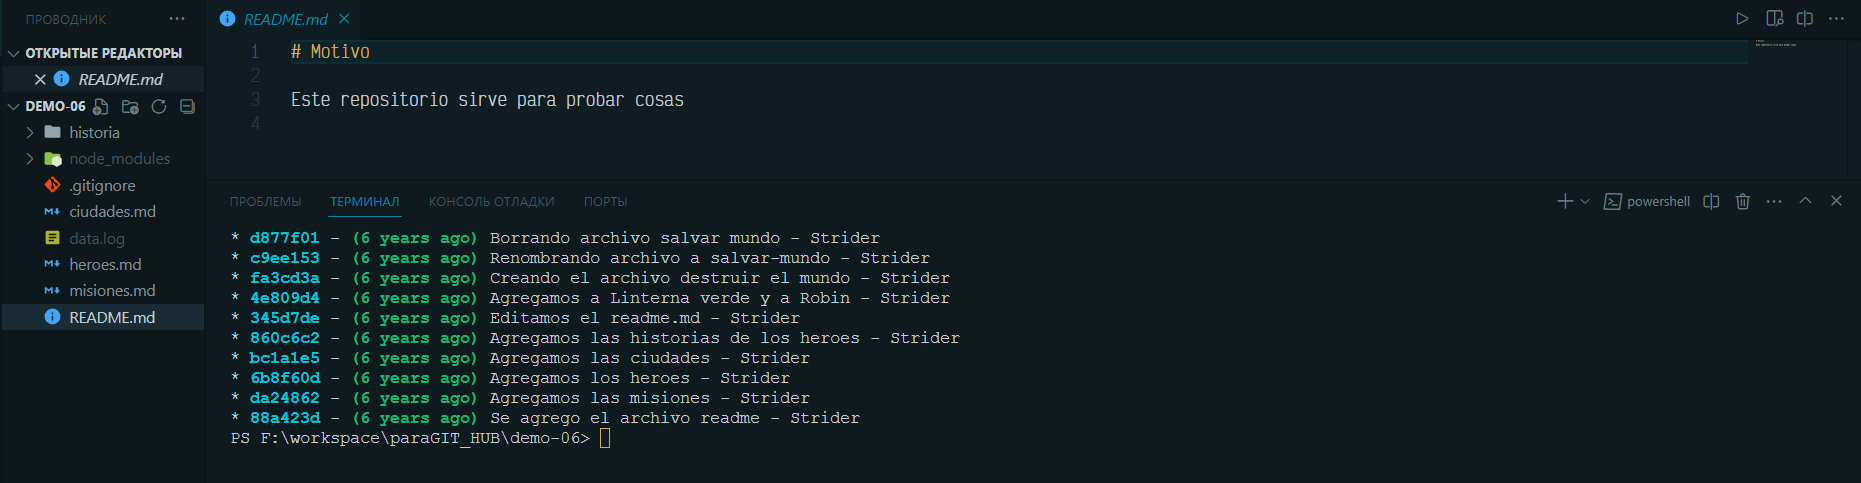 ПРОВОДНИК ···
ОТКРЫТЫЕ РЕДАКТОРЫ
README.md
DEMO-06
historia
node_modules
.gitignore
ciudades.md
data.log
heroes.md
misiones.md
README.md
README.md
1 # Motivo
2
3 Este repositorio sirve para probar cosas
4
ПРОБЛЕМЫ ТЕРМИНАЛ КОНСОЛЬ ОТЛАДКИ ПОРТЫ powershell
* d877f01 - (6 years ago) Borrando archivo salvar mundo - Strider
* c9ee153 - (6 years ago) Renombrando archivo a salvar-mundo - Strider
* fa3cd3a - (6 years ago) Creando el archivo destruir el mundo - Strider
* 4e809d4 - (6 years ago) Agregamos a Linterna verde y a Robin - Strider
* 345d7de - (6 years ago) Editamos el readme.md - Strider
* 860c6c2 - (6 years ago) Agregamos las historias de los heroes - Strider
* bc1a1e5 - (6 years ago) Agregamos las ciudades - Strider
* 6b8f60d - (6 years ago) Agregamos los heroes - Strider
* da24862 - (6 years ago) Agregamos las misiones - Strider
* 88a423d - (6 years ago) Se agrego el archivo readme - Strider
PS F:\workspace\paraGIT_HUB\demo-06>